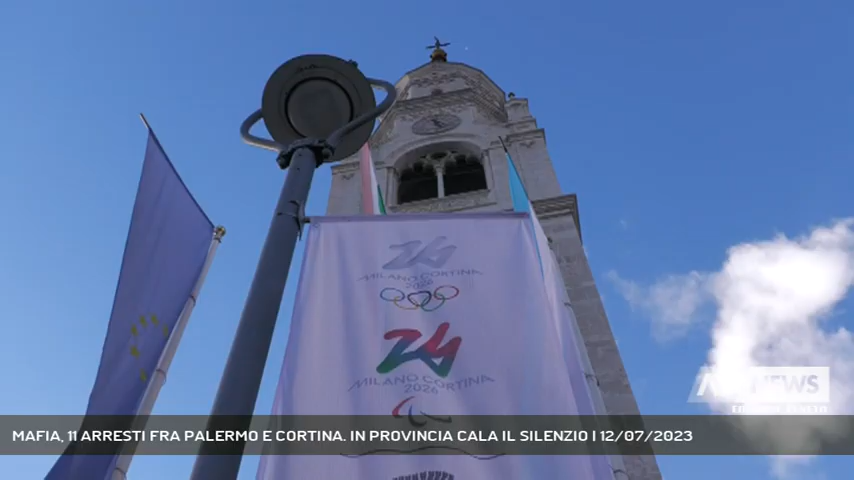 MILANO CORTINA
2026
MILANO CORTINA
2026
NEWS
MAFIA, 11 ARRESTI FRA PALERMO E CORTINA. IN PROVINCIA CALA IL SILENZIO | 12/07/2023